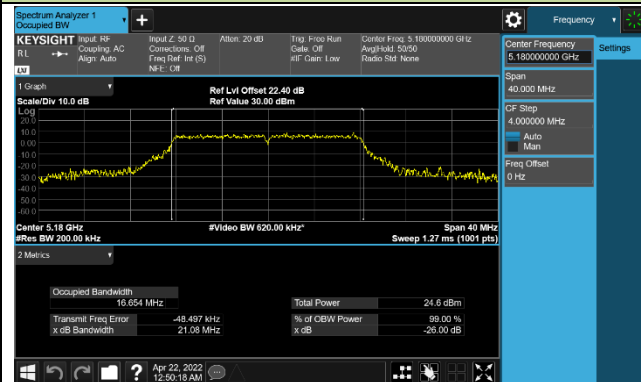 Spectrum Analyzer 1
Occupied BW
Frequency
KEYSIGHT
RL
LXI
Input: RF
Coupling: AC
Align: Auto
Input Z: 50 Ω
Corrections: Off
Freq Ref: Int (S)
NFE: Off
Atten: 20 dB
Trig: Free Run
Gate: Off
#IF Gain: Low
Center Freq: 5.180000000 GHz
Avg|Hold: 50/50
Radio Std: None
Center Frequency
5.180000000 GHz
Settings
Span
40.000 MHz
CF Step
4.000000 MHz
Auto
Man
Freq Offset
0 Hz
1 Graph
Scale/Div 10.0 dB
Ref Lvl Offset 22.40 dB
Ref Value 30.00 dBm
Log
20.0
10.0
0.00
-10.0
-20.0
-30.0
-40.0
-50.0
-60.0
Center 5.18 GHz
#Video BW 620.00 kHz*
Span 40 MHz
#Res BW 200.00 kHz
Sweep 1.27 ms (1001 pts)
2 Metrics
Occupied Bandwidth
16.654 MHz
Total Power 24.6 dBm
Transmit Freq Error -48.497 kHz
% of OBW Power 99.00 %
x dB Bandwidth 21.08 MHz
x dB -26.00 dB
Apr 22, 2022
12:50:18 AM